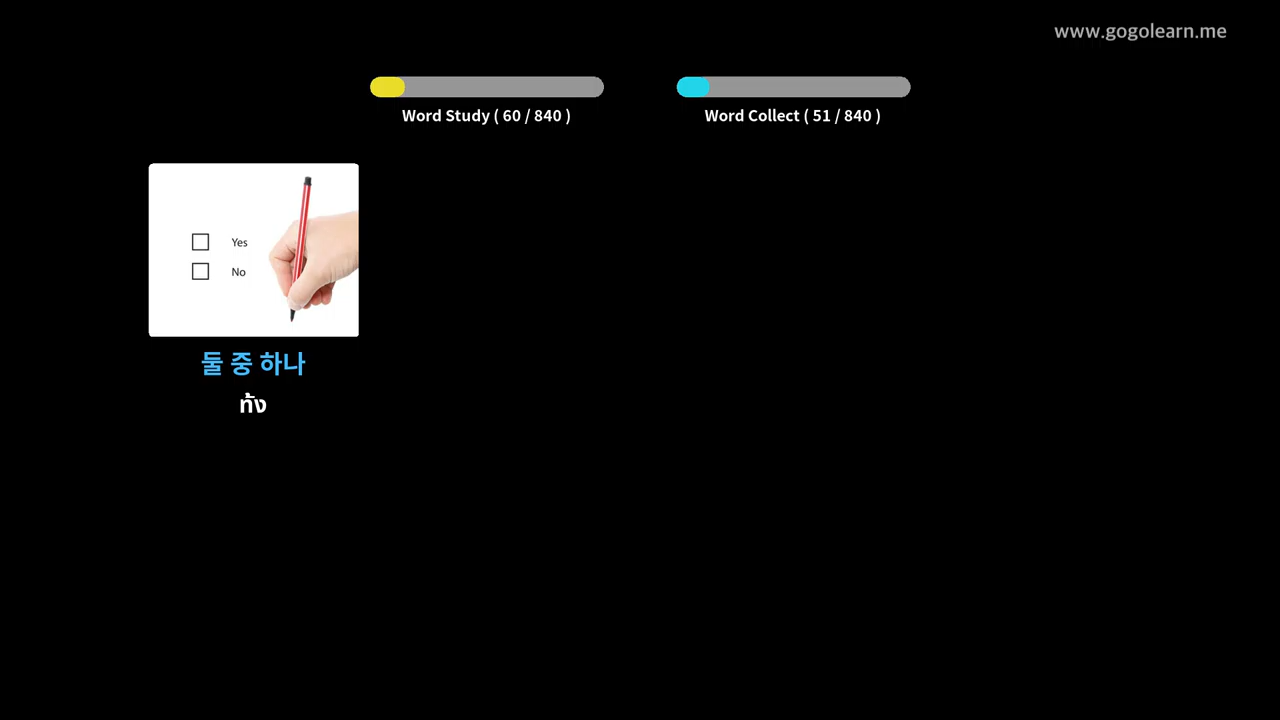 www.gogolearn.me
Word Study ( 60 / 840 )
Word Collect ( 51 / 840 )
Yes
No
둘 중 하나
ทั้ง